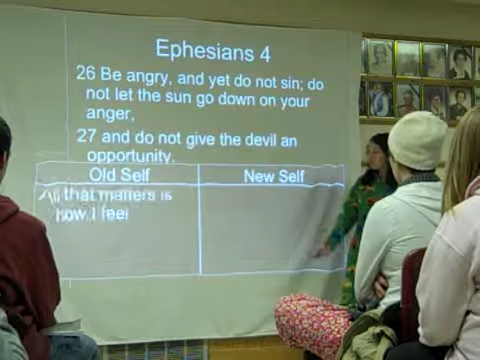 Ephesians 4
26 Be angry, and yet do not sin; do
not let the sun go down on your
anger,
27 and do not give the devil an
opportunity.
Old Self
New Self
All that matters is
how I feel